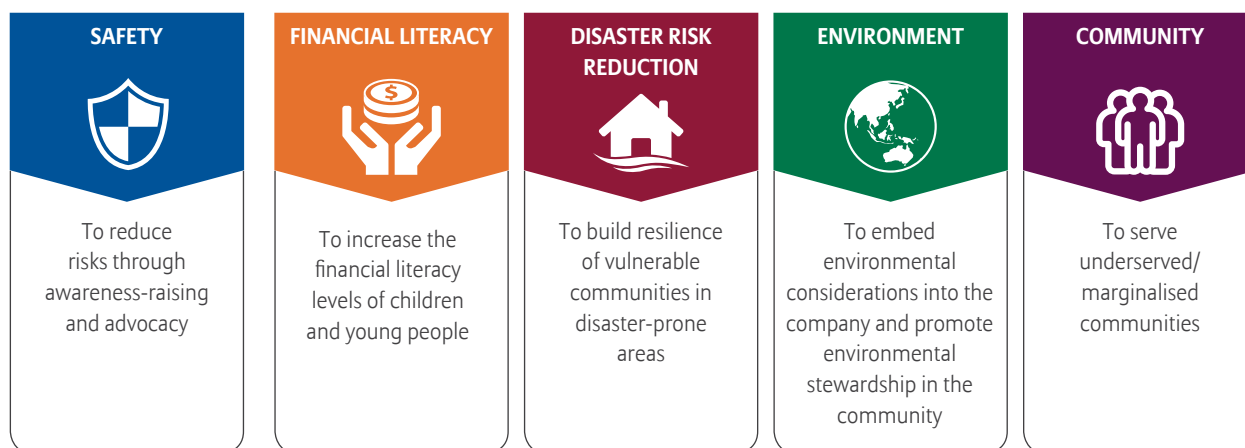 SAFETY
To reduce
risks through
awareness-raising
and advocacy
FINANCIAL LITERACY
$
To increase the
financial literacy
levels of children
and young people
DISASTER RISK
REDUCTION
To build resilience
of vulnerable
communities in
disaster-prone
areas
ENVIRONMENT
To embed
environmental
considerations into the
company and promote
environmental
stewardship in the
community
COMMUNITY
To serve
underserved/
marginalised
communities